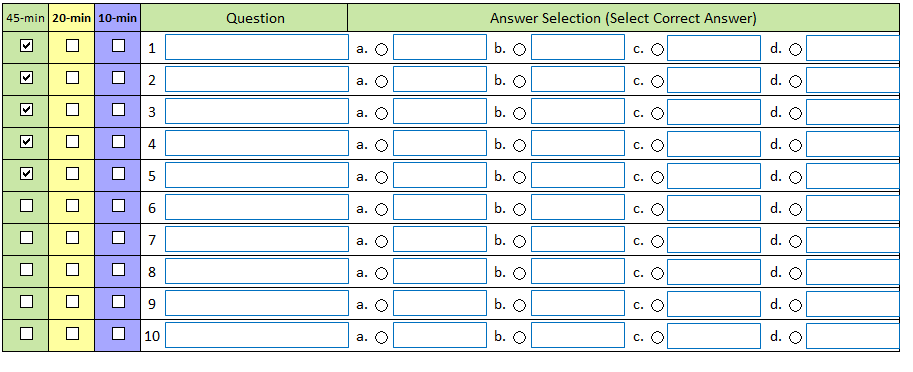 45-min 20-min 10-min Question Answer Selection (Select Correct Answer)
1 a. b. c. d.
2 a. b. c. d.
3 a. b. c. d.
4 a. b. c. d.
5 a. b. c. d.
6 a. b. c. d.
7 a. b. c. d.
8 a. b. c. d.
9 a. b. c. d.
10 a. b. c. d.